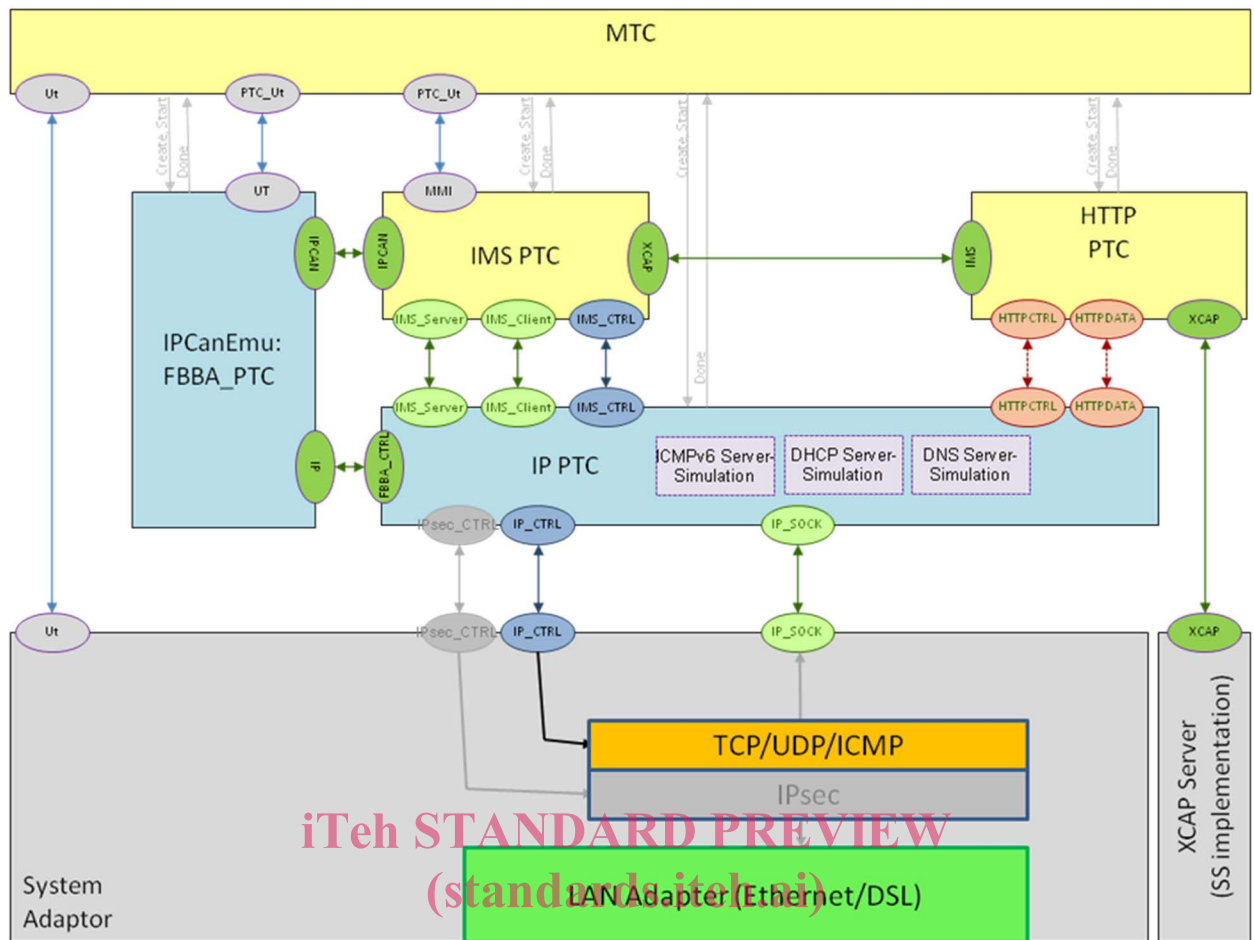 MTC
Ut
PTC_Ut
PTC_Ut
Create_Start
Done
Create_Start
Done
Create_Start
Done
Create_Start
Done
UT
MMI
IPCAN
IPCAN
IMS PTC
XCAP
SMI
HTTP
PTC
IMS_Server
IMS_Client
IMS_CTRL
HTTPCTRL
HTTPDATA
XCAP
IPCanEmu:
FBBA_PTC
IMS_Server
IMS_Client
IMS_CTRL
HTTPCTRL
HTTPDATA
IP
FBBA_CTRL
IP PTC
ICMPv6 Server-
Simulation
DHCP Server-
Simulation
DNS Server-
Simulation
IPsec_CTRL
IP_CTRL
IP_SOCK
Ut
IPsec_CTRL
IP_CTRL
IP_SOCK
XCAP
TCP/UDP/ICMP
IPsec
iTeh STANDARD PREVIEW
(standards.iteh.ai)
LAN Adapter (Ethernet/DSL)
System
Adaptor
XCAP Server
(SS implementation)